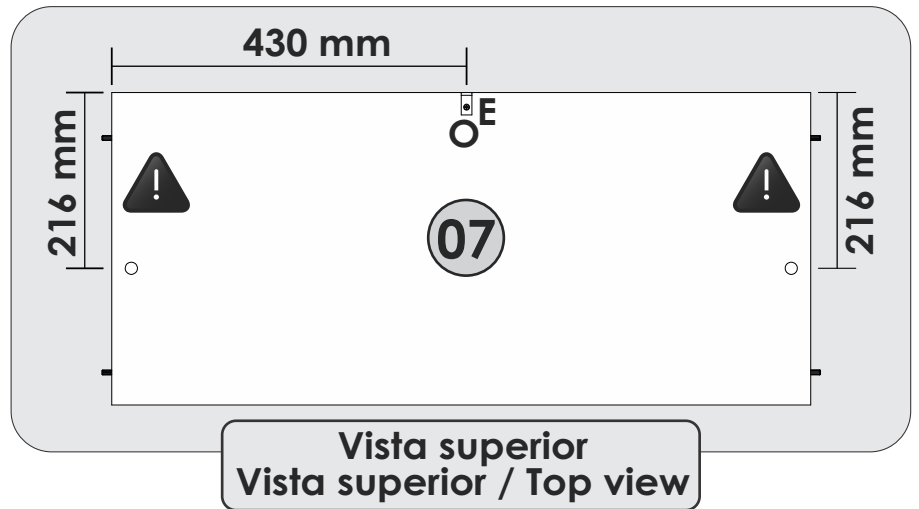 430 mm
E
216 mm
!
!
216 mm
07
Vista superior
Vista superior / Top view